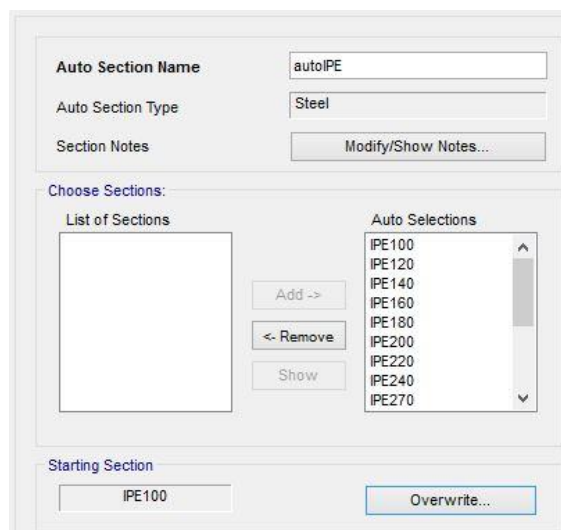 Auto Section Name autoIPE
Auto Section Type Steel
Section Notes Modify/Show Notes...
Choose Sections:
List of Sections Auto Selections
IPE100
IPE120
IPE140
Add -> IPE160
IPE180
<- Remove IPE200
IPE220
Show IPE240
IPE270
Starting Section
IPE100 Overwrite...